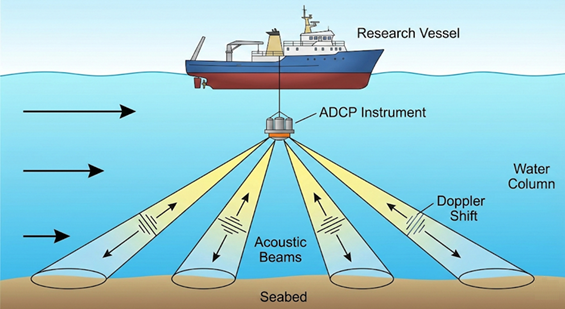 Research Vessel
ADCP Instrument
Water
Column
Doppler
Shift
Acoustic
Beams
Seabed